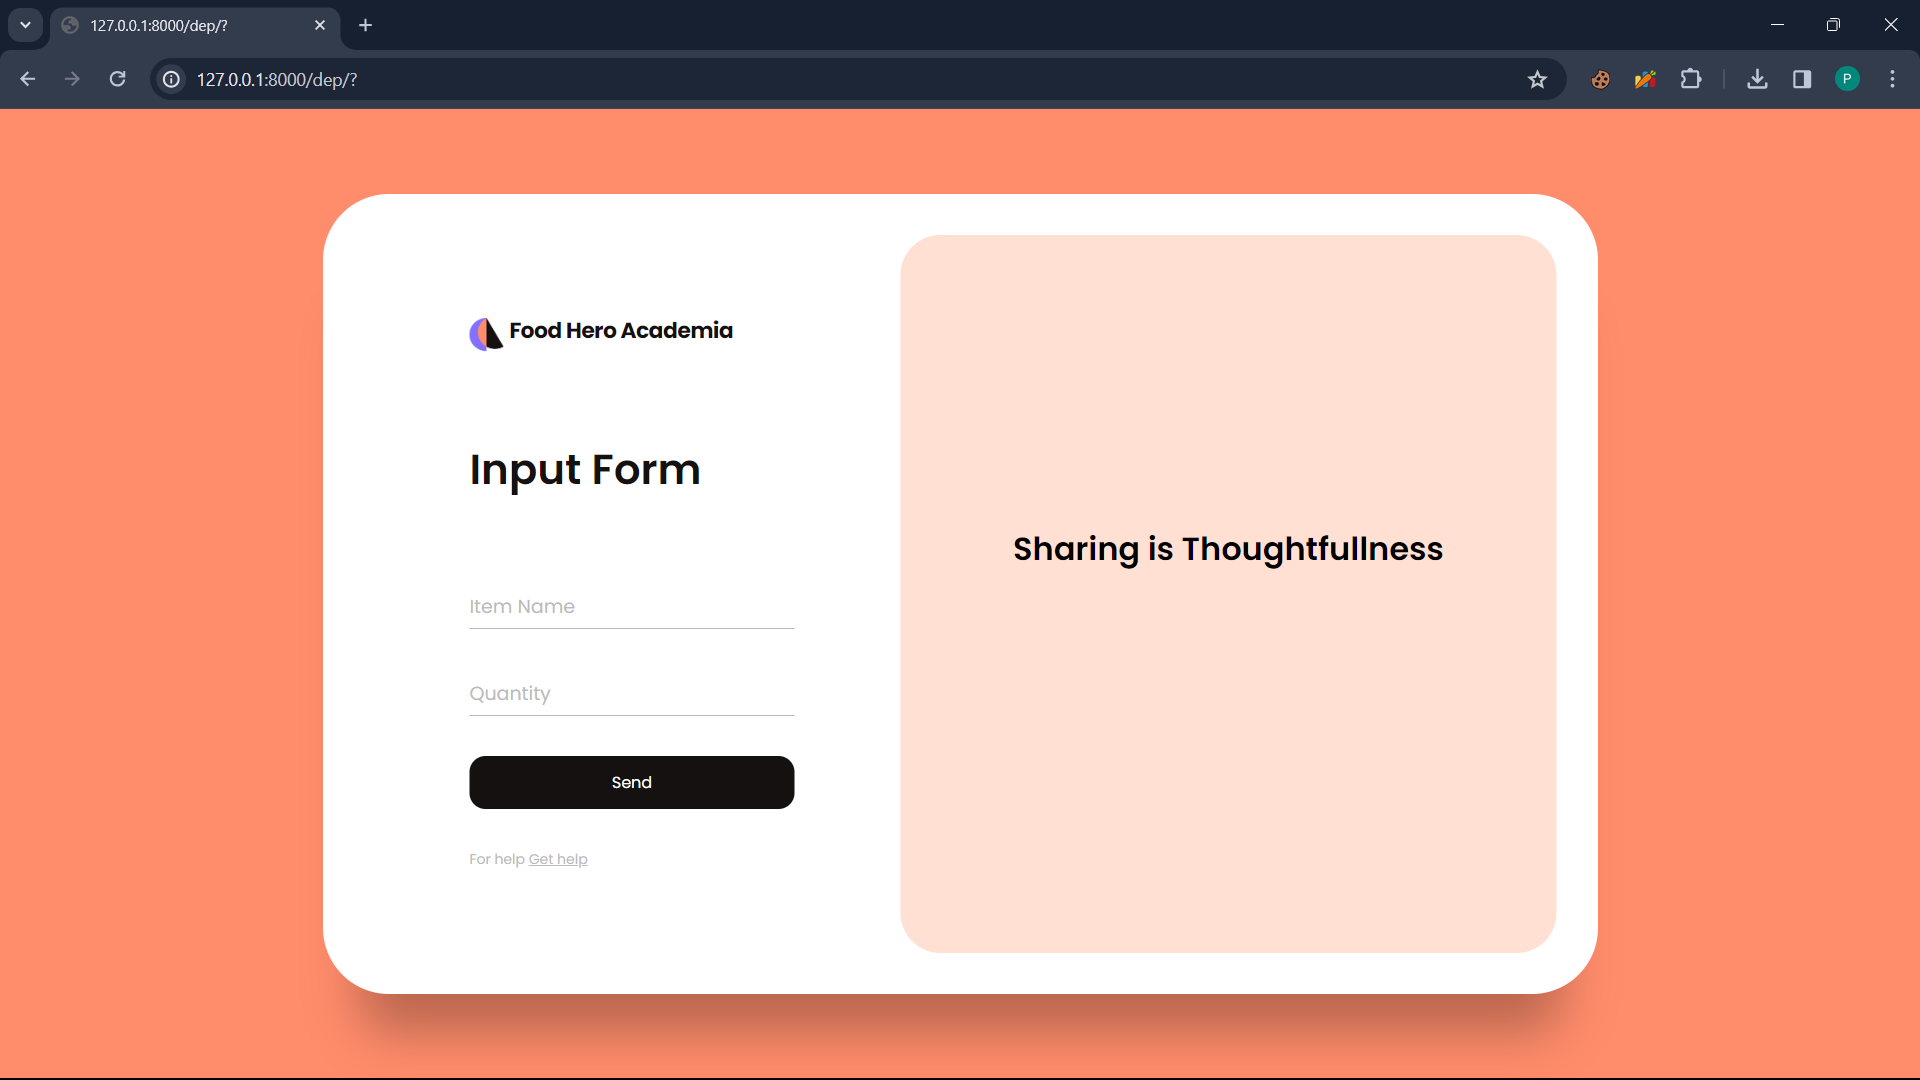 127.0.0.1:8000/dep/?
127.0.0.1:8000/dep/?
P
Food Hero Academia
Input Form
Item Name
Quantity
Send
For help Get help
Sharing is Thoughtfullness